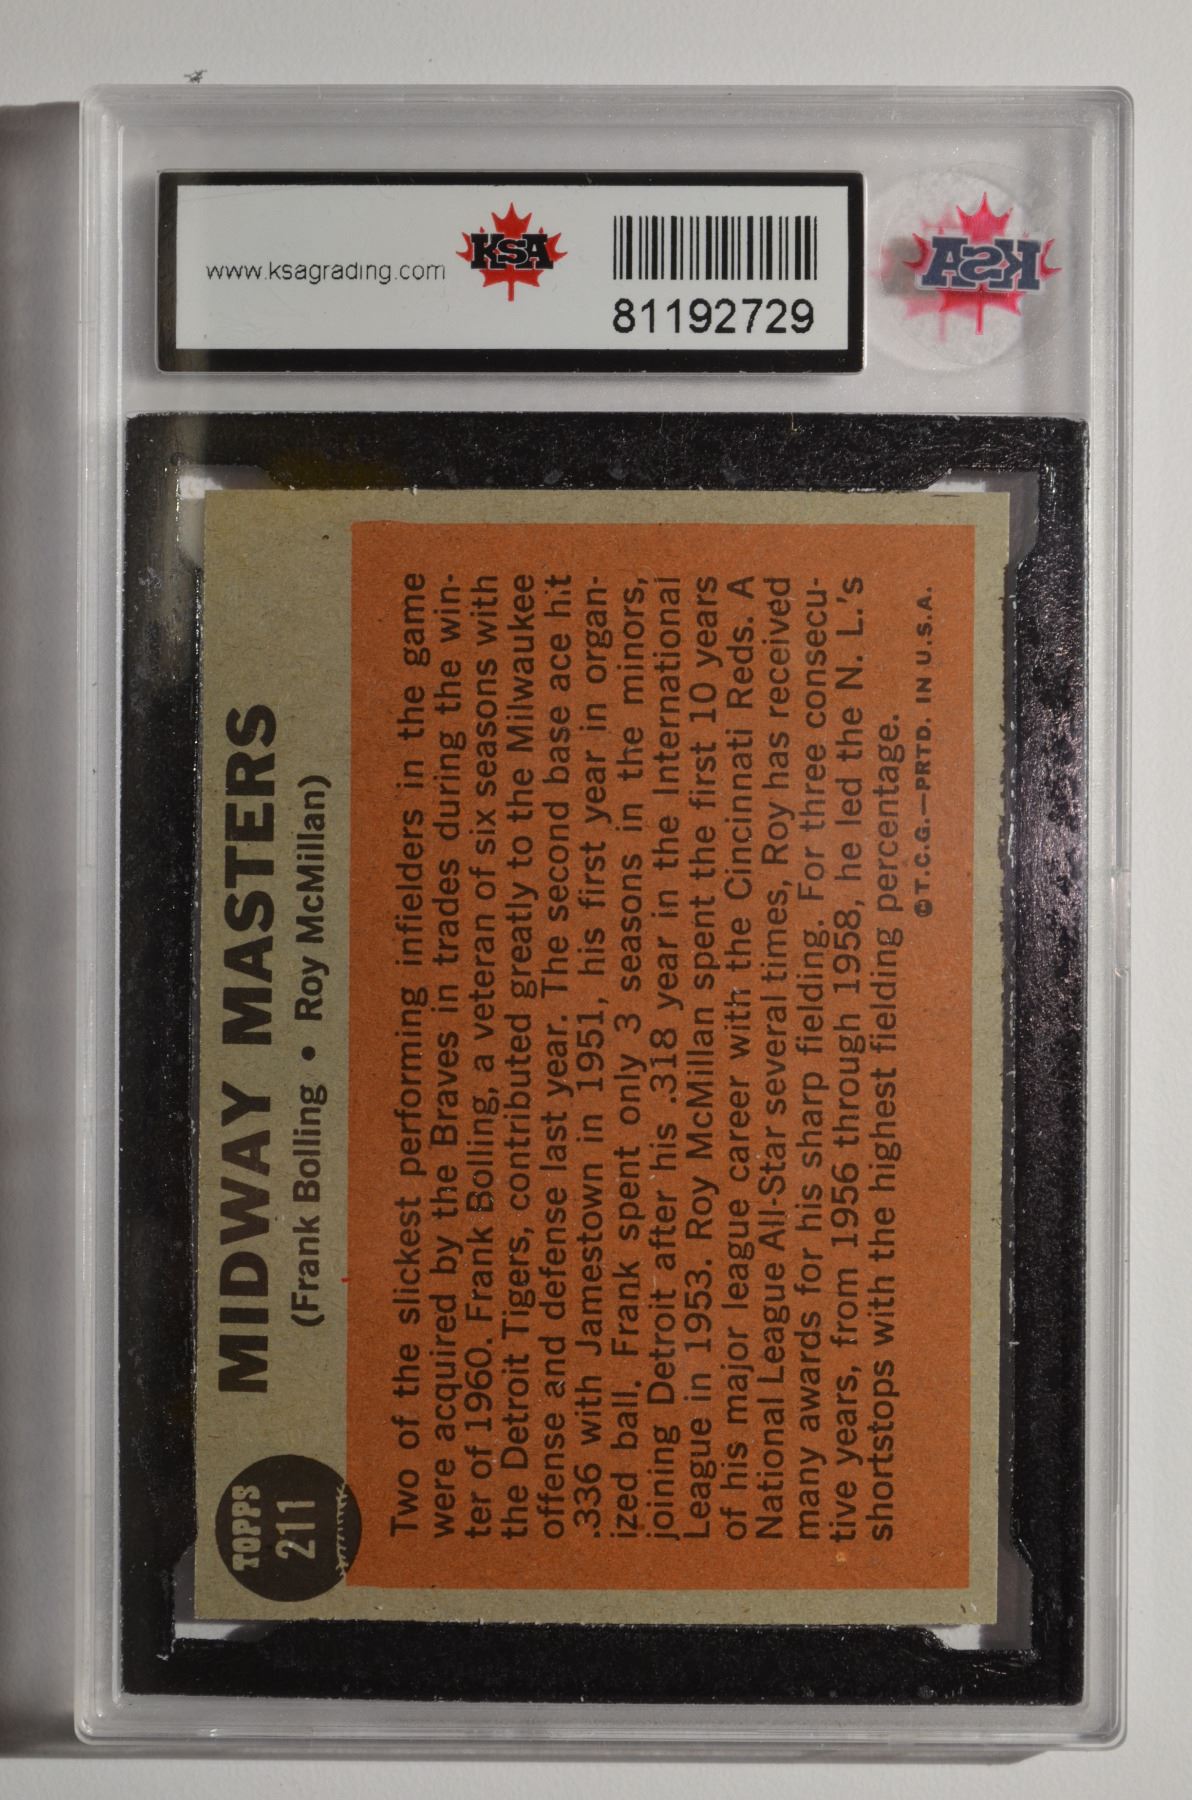 www.ksagrading.com
KSA
81192729
KSA
TOPPS
211
MIDWAY MASTERS
(Frank Bolling • Roy McMillan)
Two of the slickest performing infielders in the game
were acquired by the Braves in trades during the win-
ter of 1960. Frank Bolling, a veteran of six seasons with
the Detroit Tigers, contributed greatly to the Milwaukee
offense and defense last year. The second base ace hit
.336 with Jamestown in 1951, his first year in organ-
ized ball. Frank spent only 3 seasons in the minors,
joining Detroit after his .318 year in the International
League in 1953. Roy McMillan spent the first 10 years
of his major league career with the Cincinnati Reds. A
National League All-Star several times, Roy has received
many awards for his sharp fielding. For three consecu-
tive years, from 1956 through 1958, he led the N. L.'s
shortstops with the highest fielding percentage.
©T.C.G.—PRTD. IN U.S.A.